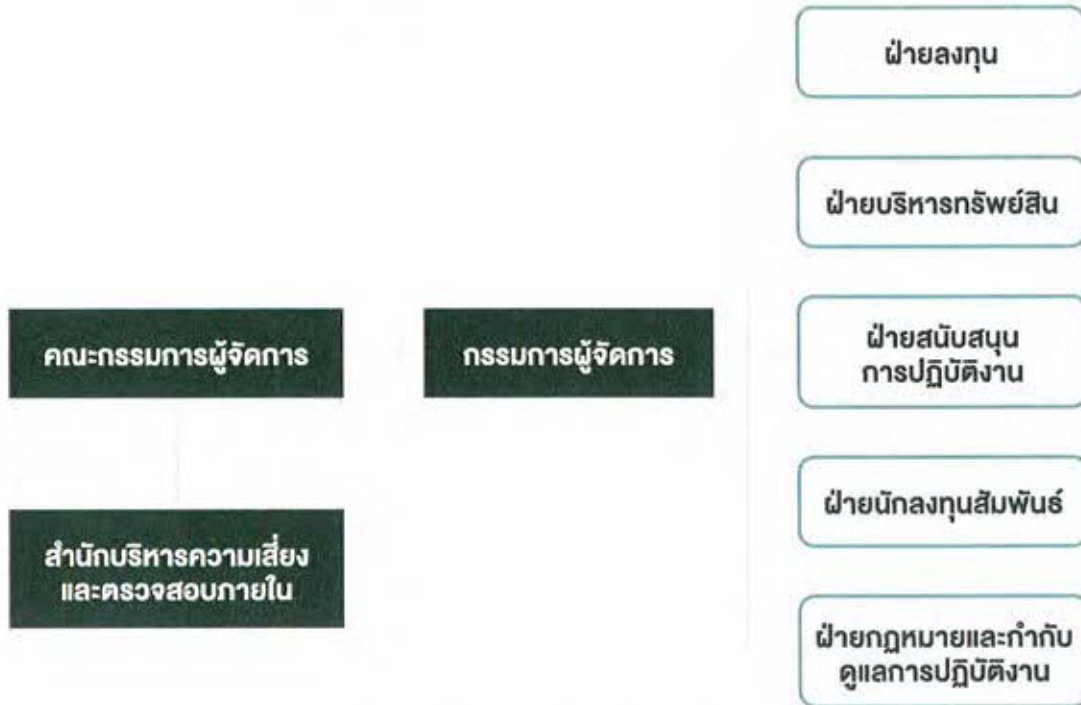 ฝ่ายลงทุน
ฝ่ายบริหารทรัพย์สิน
คณะกรรมการผู้จัดการ
กรรมการผู้จัดการ
ฝ่ายสนับสนุน
การปฏิบัติงาน
สำนักบริหารความเสี่ยง
และตรวจสอบภายใน
ฝ่ายนักลงทุนสัมพันธ์
ฝ่ายกฎหมายและกำกับ
ดูแลการปฏิบัติงาน